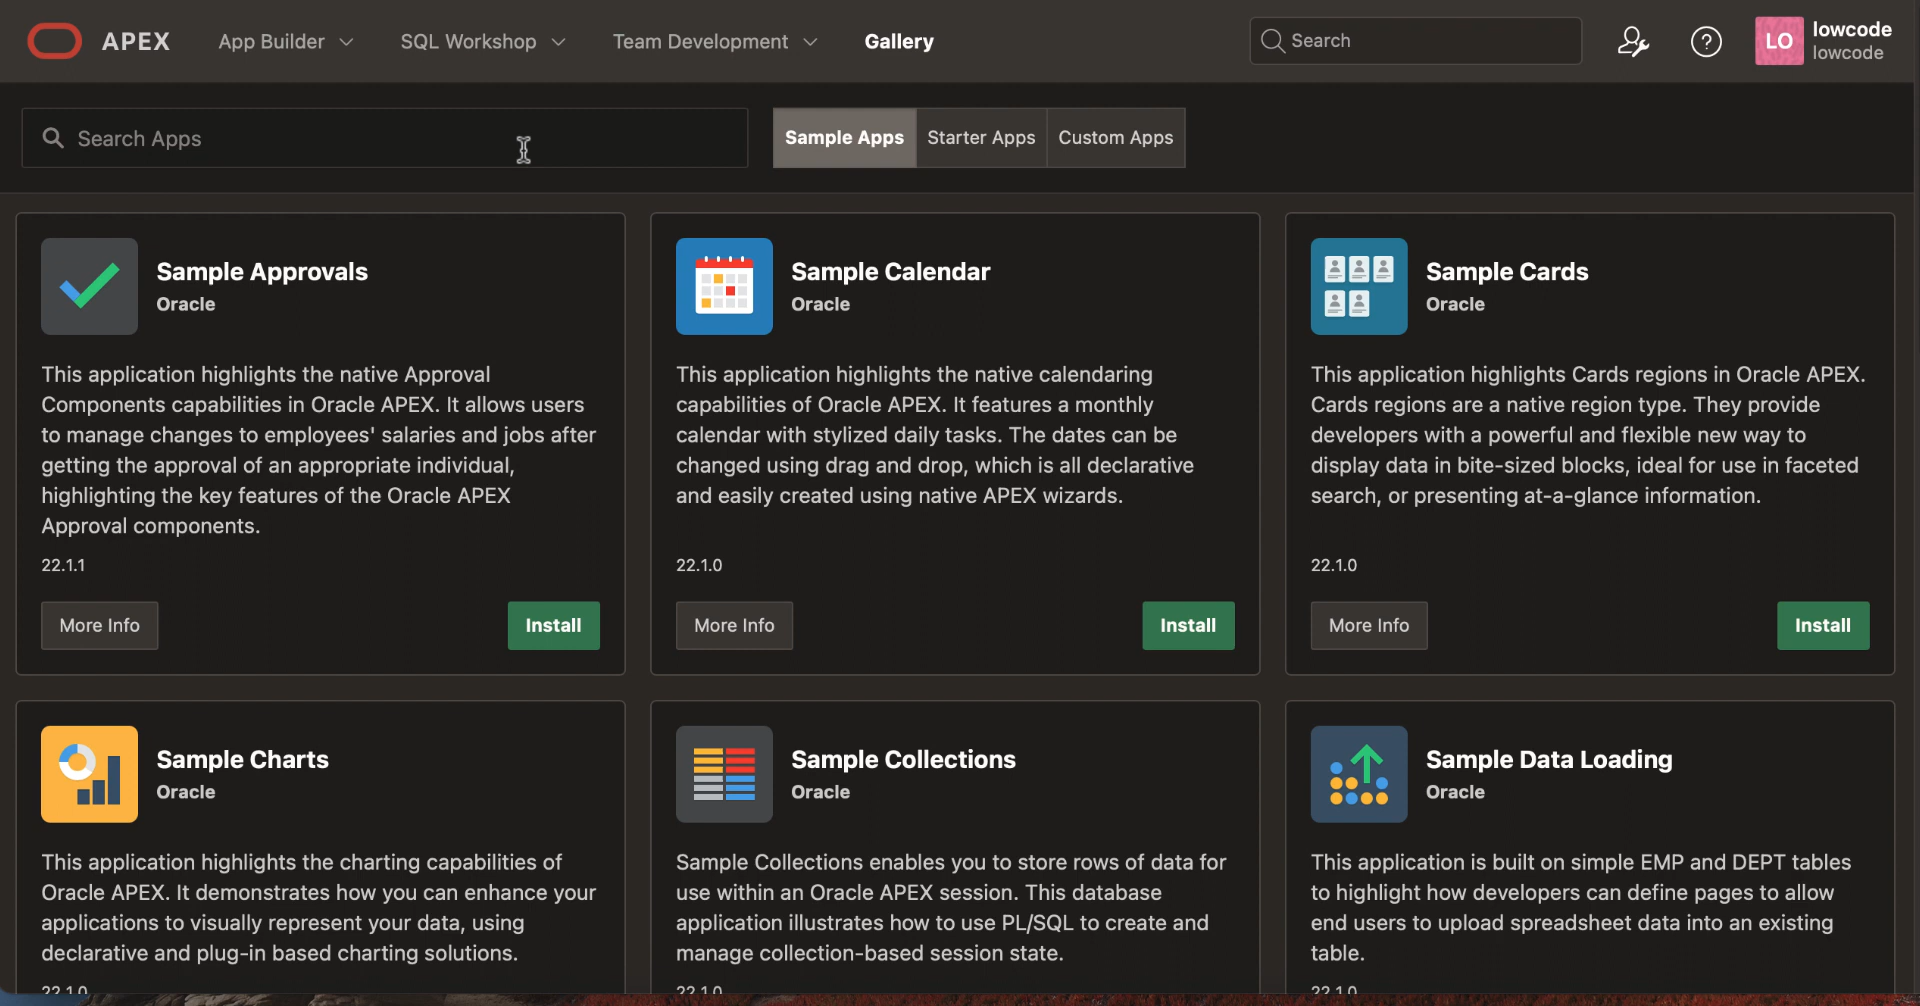 APEX
App Builder
SQL Workshop
Team Development
Gallery
Search
LO
lowcode
lowcode
Search Apps
Sample Apps
Starter Apps
Custom Apps
Sample Approvals
Oracle
This application highlights the native Approval
Components capabilities in Oracle APEX. It allows users
to manage changes to employees' salaries and jobs after
getting the approval of an appropriate individual,
highlighting the key features of the Oracle APEX
Approval components.
22.1.1
More Info
Install
Sample Calendar
Oracle
This application highlights the native calendaring
capabilities of Oracle APEX. It features a monthly
calendar with stylized daily tasks. The dates can be
changed using drag and drop, which is all declarative
and easily created using native APEX wizards.
22.1.0
More Info
Install
Sample Cards
Oracle
This application highlights Cards regions in Oracle APEX.
Cards regions are a native region type. They provide
developers with a powerful and flexible new way to
display data in bite-sized blocks, ideal for use in faceted
search, or presenting at-a-glance information.
22.1.0
More Info
Install
Sample Charts
Oracle
This application highlights the charting capabilities of
Oracle APEX. It demonstrates how you can enhance your
applications to visually represent your data, using
declarative and plug-in based charting solutions.
22.1.0
Sample Collections
Oracle
Sample Collections enables you to store rows of data for
use within an Oracle APEX session. This database
application illustrates how to use PL/SQL to create and
manage collection-based session state.
22.1.0
Sample Data Loading
Oracle
This application is built on simple EMP and DEPT tables
to highlight how developers can define pages to allow
end users to upload spreadsheet data into an existing
table.
22.1.0